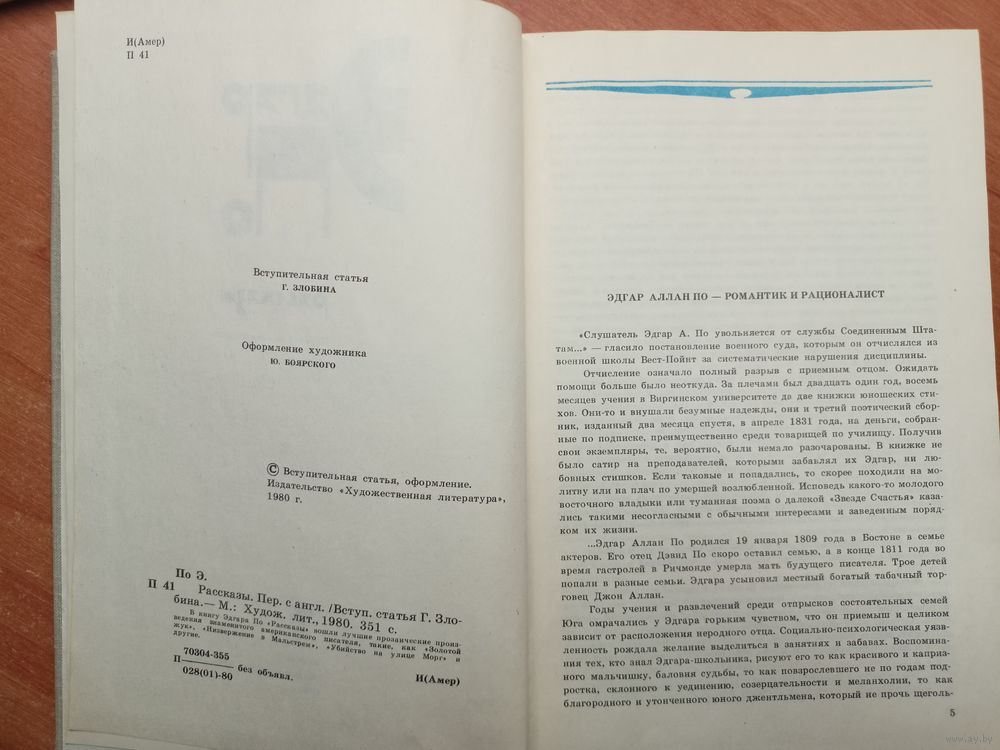 И(Амер)
П 41
Вступительная статья
Г. ЗЛОБИНА
Оформление художника
Ю. БОЯРСКОГО
© Вступительная статья, оформление.
Издательство «Художественная литература»,
1980 г.
По Э.
П 41 Рассказы. Пер. с англ. /Вступ. статья Г. Зло-
бина.— М.: Худож. лит., 1980. 351 с.
В книгу Эдгара По «Рассказы» вошли лучшие прозаические произ-
ведения знаменитого американского писателя, такие, как «Золотой
жук», «Низвержение в Мальстрем», «Убийство на улице Морг» и
другие.
70304-355
П—— без объявл.
028(01)-80
И(Амер)
ЭДГАР АЛЛАН ПО — РОМАНТИК И РАЦИОНАЛИСТ
«Слушатель Эдгар А. По увольняется от службы Соединенным Шта-
там...» — гласило постановление военного суда, которым он отчислялся из
военной школы Вест-Пойнт за систематические нарушения дисциплины.
Отчисление означало полный разрыв с приемным отцом. Ожидать
помощи больше было неоткуда. За плечами был двадцать один год, восемь
месяцев учения в Виргинском университете да две книжки юношеских сти-
хов. Они-то и внушали безумные надежды, они и третий поэтический сбор-
ник, изданный два месяца спустя, в апреле 1831 года, на деньги, собран-
ные по подписке, преимущественно среди товарищей по училищу. Получив
свои экземпляры, те, вероятно, были немало разочарованы. В книжке не
было сатир на преподавателей, которыми забавлял их Эдгар, ни лю-
бовных стишков. Если таковые и попадались, то скорее походили на мо-
литву или на плач по умершей возлюбленной. Исповедь какого-то молодого
восточного владыки или туманная поэма о далекой «Звезде Счастья» каза-
лись такими несогласными с обычными интересами и заведенным поряд-
ком их жизни.
...Эдгар Аллан По родился 19 января 1809 года в Бостоне в семье
актеров. Его отец Дэвид По скоро оставил семью, а в конце 1811 года во
время гастролей в Ричмонде умерла мать будущего писателя. Трое детей
попали в разные семьи. Эдгара усыновил местный богатый табачный тор-
говец Джон Аллан.
Годы учения и развлечений среди отпрысков состоятельных семей
Юга омрачались у Эдгара горьким чувством, что он приемыш и целиком
зависит от расположения неродного отца. Социально-психологическая уязв-
ленность рождала желание выделиться в занятиях и забавах. Воспомина-
ния тех, кто знал Эдгара-школьника, рисуют его то как красивого и каприз-
ного мальчишку, баловня судьбы, то как повзрослевшего не по годам под-
ростка, склонного к уединению, созерцательности и меланхолии, то как
благородного и утонченного юного джентльмена, который не прочь щеголь-
5
www.ay.by